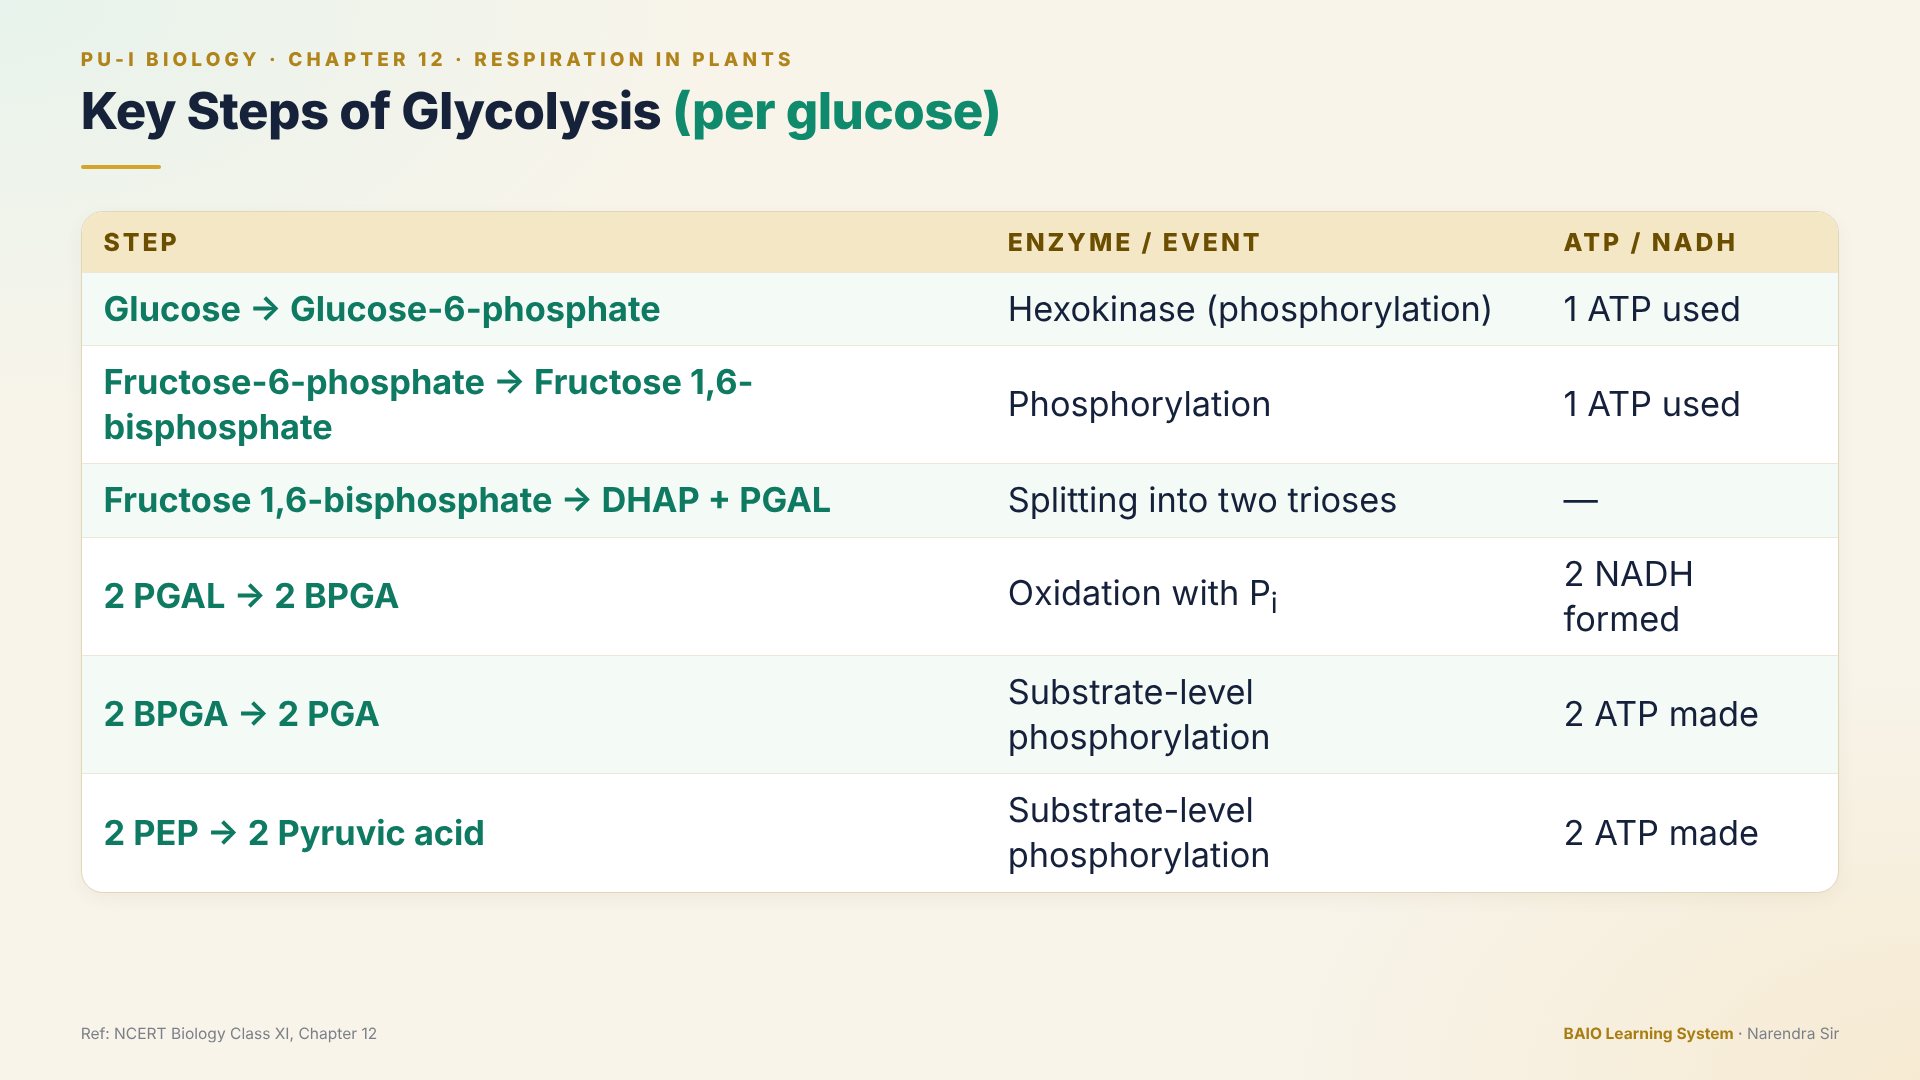 PU-I BIOLOGY · CHAPTER 12 · RESPIRATION IN PLANTS
Key Steps of Glycolysis (per glucose)
STEP ENZYME / EVENT ATP / NADH
Glucose → Glucose-6-phosphate Hexokinase (phosphorylation) 1 ATP used
Fructose-6-phosphate → Fructose 1,6-
bisphosphate
Phosphorylation
1 ATP used
Fructose 1,6-bisphosphate → DHAP + PGAL Splitting into two trioses —
2 PGAL → 2 BPGA
Oxidation with Pᵢ
2 NADH
formed
2 BPGA → 2 PGA
Substrate-level
phosphorylation
2 ATP made
2 PEP → 2 Pyruvic acid
Substrate-level
phosphorylation
2 ATP made
Ref: NCERT Biology Class XI, Chapter 12
BAIO Learning System · Narendra Sir